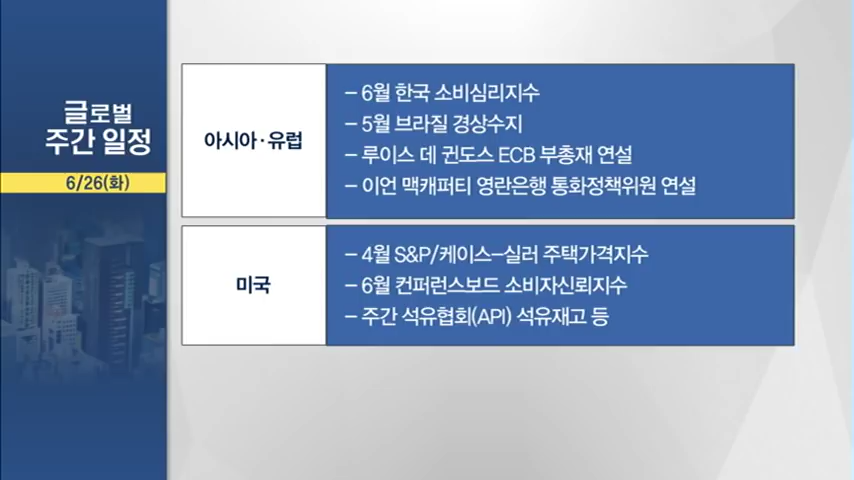 글로벌
주간 일정
6/26(화)
아시아·유럽
– 6월 한국 소비심리지수
– 5월 브라질 경상수지
– 루이스 데 귄도스 ECB 부총재 연설
– 이언 맥캐퍼티 영란은행 통화정책위원 연설
미국
– 4월 S&P/케이스–실러 주택가격지수
– 6월 컨퍼런스보드 소비자신뢰지수
– 주간 석유협회(API) 석유재고 등